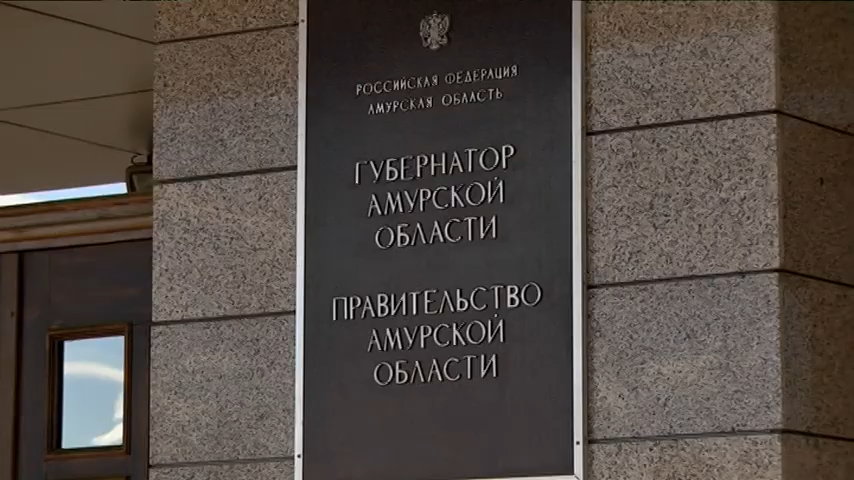 РОССИЙСКАЯ ФЕДЕРАЦИЯ
АМУРСКАЯ ОБЛАСТЬ
ГУБЕРНАТОР
АМУРСКОЙ
ОБЛАСТИ
ПРАВИТЕЛЬСТВО
АМУРСКОЙ
ОБЛАСТИ